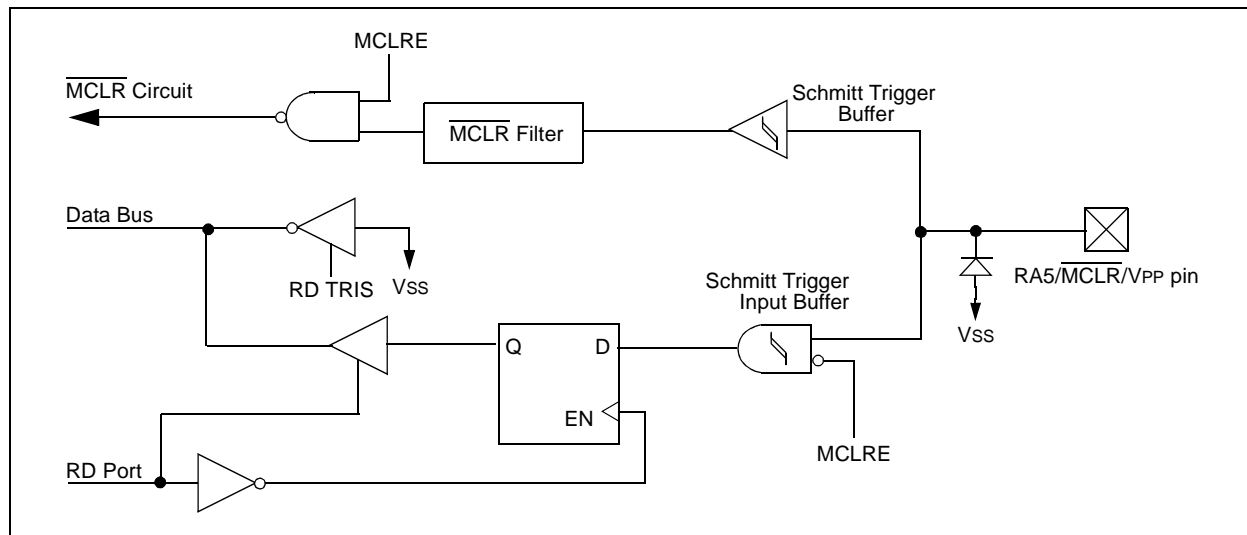 MCLRE
MCLR Circuit
Schmitt Trigger
Buffer
MCLR Filter
Data Bus
RD TRIS
VSS
Schmitt Trigger
Input Buffer
RA5/MCLR/VPP pin
VSS
Q
D
EN
MCLRE
RD Port